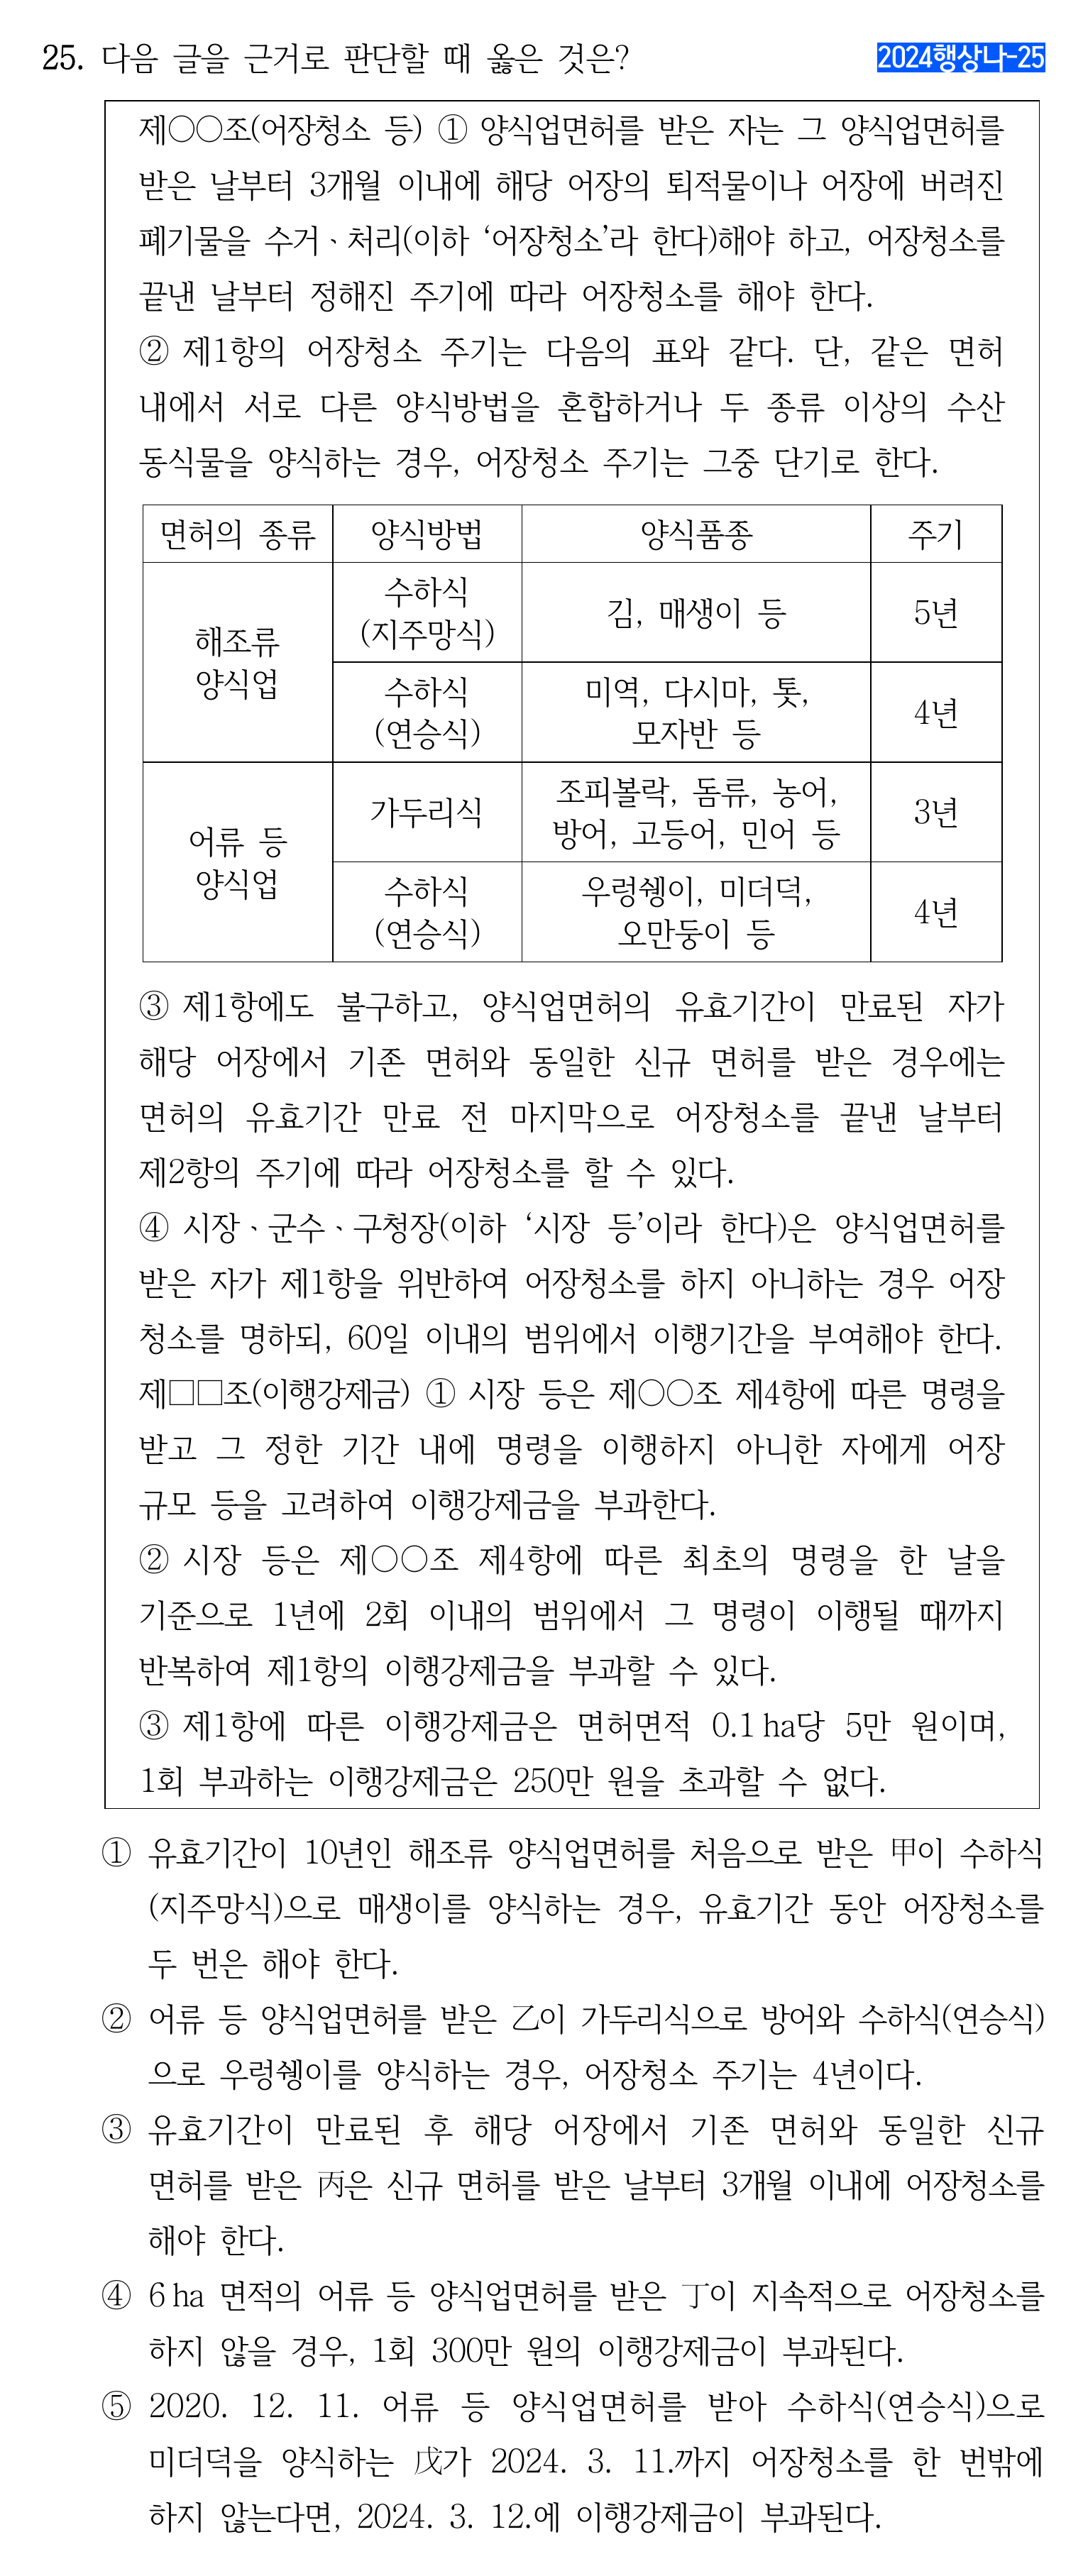 25. 다음 글을 근거로 판단할 때 옳은 것은?
2024행상나-25
제○○조(어장청소 등) ① 양식업면허를 받은 자는 그 양식업면허를
받은 날부터 3개월 이내에 해당 어장의 퇴적물이나 어장에 버려진
폐기물을 수거ㆍ처리(이하 ‘어장청소’라 한다)해야 하고, 어장청소를
끝낸 날부터 정해진 주기에 따라 어장청소를 해야 한다.
② 제1항의 어장청소 주기는 다음의 표와 같다. 단, 같은 면허
내에서 서로 다른 양식방법을 혼합하거나 두 종류 이상의 수산
동식물을 양식하는 경우, 어장청소 주기는 그중 단기로 한다.
면허의 종류 양식방법 양식품종 주기
해조류
양식업
수하식
(지주망식)
김, 매생이 등
5년
수하식
(연승식)
미역, 다시마, 톳,
모자반 등
4년
어류 등
양식업
가두리식
조피볼락, 돔류, 농어,
방어, 고등어, 민어 등
3년
수하식
(연승식)
우렁쉥이, 미더덕,
오만둥이 등
4년
③ 제1항에도 불구하고, 양식업면허의 유효기간이 만료된 자가
해당 어장에서 기존 면허와 동일한 신규 면허를 받은 경우에는
면허의 유효기간 만료 전 마지막으로 어장청소를 끝낸 날부터
제2항의 주기에 따라 어장청소를 할 수 있다.
④ 시장ㆍ군수ㆍ구청장(이하 ‘시장 등’이라 한다)은 양식업면허를
받은 자가 제1항을 위반하여 어장청소를 하지 아니하는 경우 어장
청소를 명하되, 60일 이내의 범위에서 이행기간을 부여해야 한다.
제□□조(이행강제금) ① 시장 등은 제○○조 제4항에 따른 명령을
받고 그 정한 기간 내에 명령을 이행하지 아니한 자에게 어장
규모 등을 고려하여 이행강제금을 부과한다.
② 시장 등은 제○○조 제4항에 따른 최초의 명령을 한 날을
기준으로 1년에 2회 이내의 범위에서 그 명령이 이행될 때까지
반복하여 제1항의 이행강제금을 부과할 수 있다.
③ 제1항에 따른 이행강제금은 면허면적 0.1 ha당 5만 원이며,
1회 부과하는 이행강제금은 250만 원을 초과할 수 없다.
① 유효기간이 10년인 해조류 양식업면허를 처음으로 받은 甲이 수하식
(지주망식)으로 매생이를 양식하는 경우, 유효기간 동안 어장청소를
두 번은 해야 한다.
② 어류 등 양식업면허를 받은 乙이 가두리식으로 방어와 수하식(연승식)
으로 우렁쉥이를 양식하는 경우, 어장청소 주기는 4년이다.
③ 유효기간이 만료된 후 해당 어장에서 기존 면허와 동일한 신규
면허를 받은 丙은 신규 면허를 받은 날부터 3개월 이내에 어장청소를
해야 한다.
④ 6 ha 면적의 어류 등 양식업면허를 받은 丁이 지속적으로 어장청소를
하지 않을 경우, 1회 300만 원의 이행강제금이 부과된다.
⑤ 2020. 12. 11. 어류 등 양식업면허를 받아 수하식(연승식)으로
미더덕을 양식하는 戊가 2024. 3. 11.까지 어장청소를 한 번밖에
하지 않는다면, 2024. 3. 12.에 이행강제금이 부과된다.